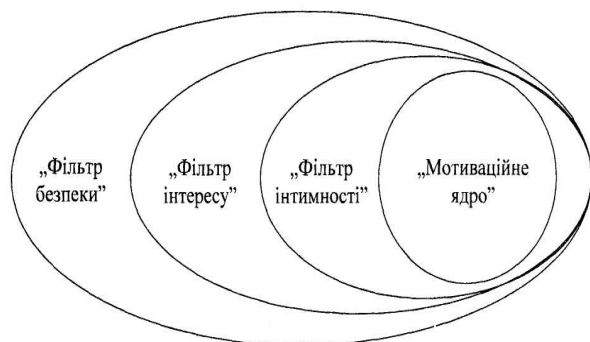 „Фільтр
безпеки”
„Фільтр
інтересу”
„Фільтр
інтимності”
„Мотиваційне
ядро”